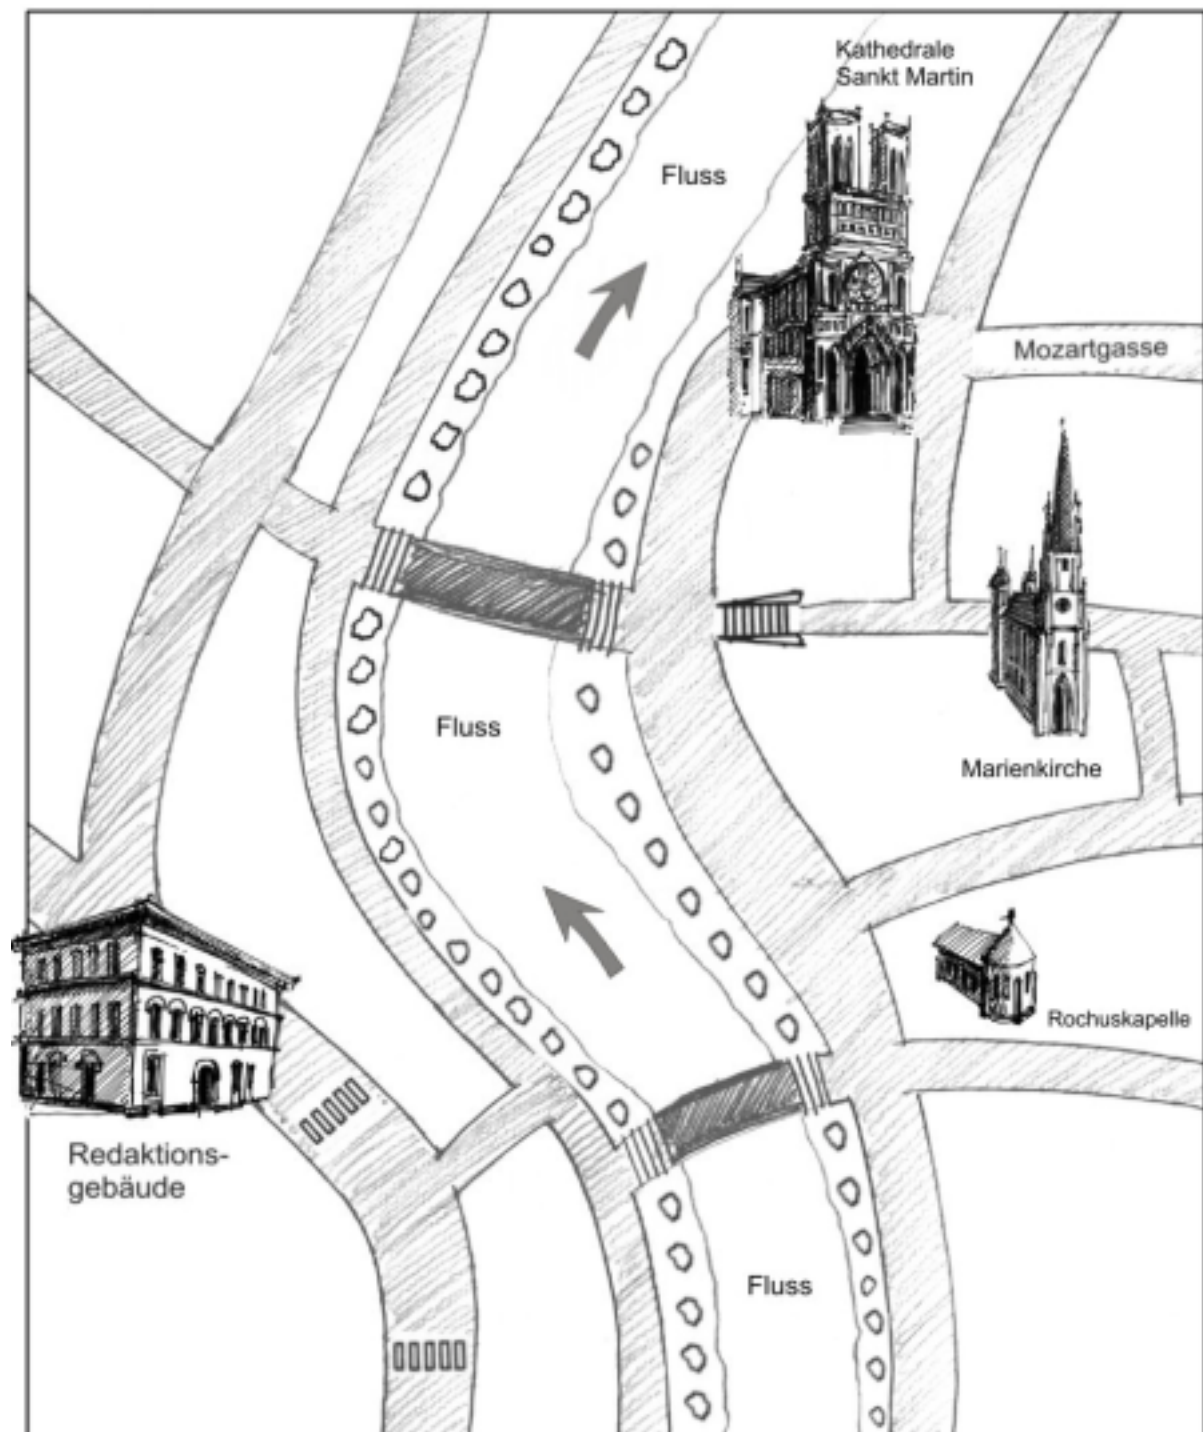 Kathedrale
Sankt Martin
Fluss
Mozartgasse
Fluss
Marienkirche
Rochuskapelle
Redaktions-
gebäude
Fluss